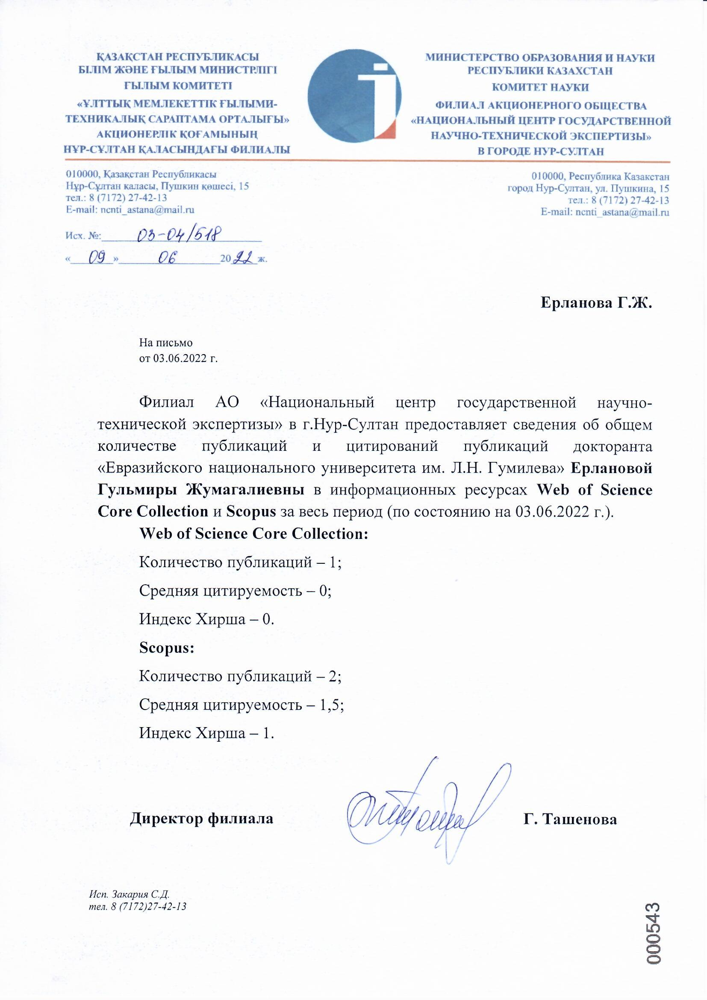 ҚАЗАҚСТАН РЕСПУБЛИКАСЫ
БІЛІМ ЖӘНЕ ҒЫЛЫМ МИНИСТРЛІГІ
ҒЫЛЫМ КОМИТЕТІ
«ҰЛТТЫҚ МЕМЛЕКЕТТІК ҒЫЛЫМИ-
ТЕХНИКАЛЫҚ САРАПТАМА ОРТАЛЫҒЫ»
АКЦИОНЕРЛІК ҚОҒАМЫНЫҢ
НҰР-СҰЛТАН ҚАЛАСЫНДАҒЫ ФИЛИАЛЫ
МИНИСТЕРСТВО ОБРАЗОВАНИЯ И НАУКИ
РЕСПУБЛИКИ КАЗАХСТАН
КОМИТЕТ НАУКИ
ФИЛИАЛ АКЦИОНЕРНОГО ОБЩЕСТВА
«НАЦИОНАЛЬНЫЙ ЦЕНТР ГОСУДАРСТВЕННОЙ
НАУЧНО-ТЕХНИЧЕСКОЙ ЭКСПЕРТИЗЫ»
В ГОРОДЕ НУР-СУЛТАН
010000, Қазақстан Республикасы
Нұр-Сұлтан қаласы, Пушкин көшесі, 15
тел.: 8 (7172) 27-42-13
E-mail: ncnti_astana@mail.ru
010000, Республика Казакстан
город Нур-Султан, ул. Пушкина, 15
тел.: 8 (7172) 27-42-13
E-mail: ncnti_astana@mail.ru
Исх. №: 03-04/518
« 09 » 06 2022 ж.
Ерланова Г.Ж.
На письмо
от 03.06.2022 г.
Филиал АО «Национальный центр государственной научно-
технической экспертизы» в г.Нур-Султан предоставляет сведения об общем
количестве публикаций и цитирований публикаций докторанта
«Евразийского национального университета им. Л.Н. Гумилева» Ерлановой
Гульмиры Жумагалиевны в информационных ресурсах Web of Science
Core Collection и Scopus за весь период (по состоянию на 03.06.2022 г.).
Web of Science Core Collection:
Количество публикаций – 1;
Средняя цитируемость – 0;
Индекс Хирша – 0.
Scopus:
Количество публикаций – 2;
Средняя цитируемость – 1,5;
Индекс Хирша – 1.
Директор филиала Г. Ташенова
Исп. Закария С.Д.
тел. 8 (7172)27-42-13
000543